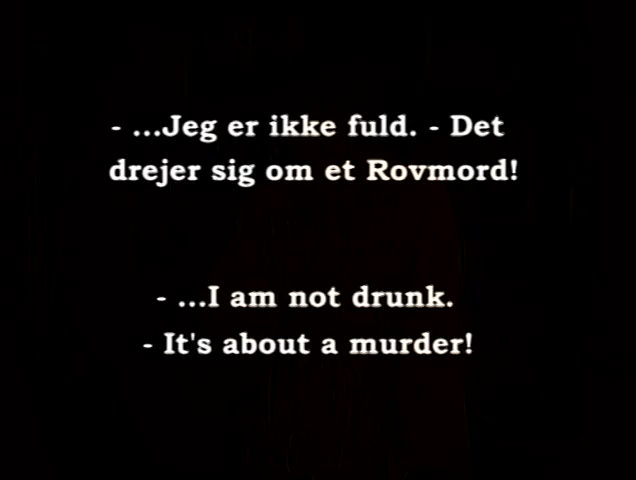 - ...Jeg er ikke fuld. - Det
drejer sig om et Rovmord!
- ...I am not drunk.
- It's about a murder!